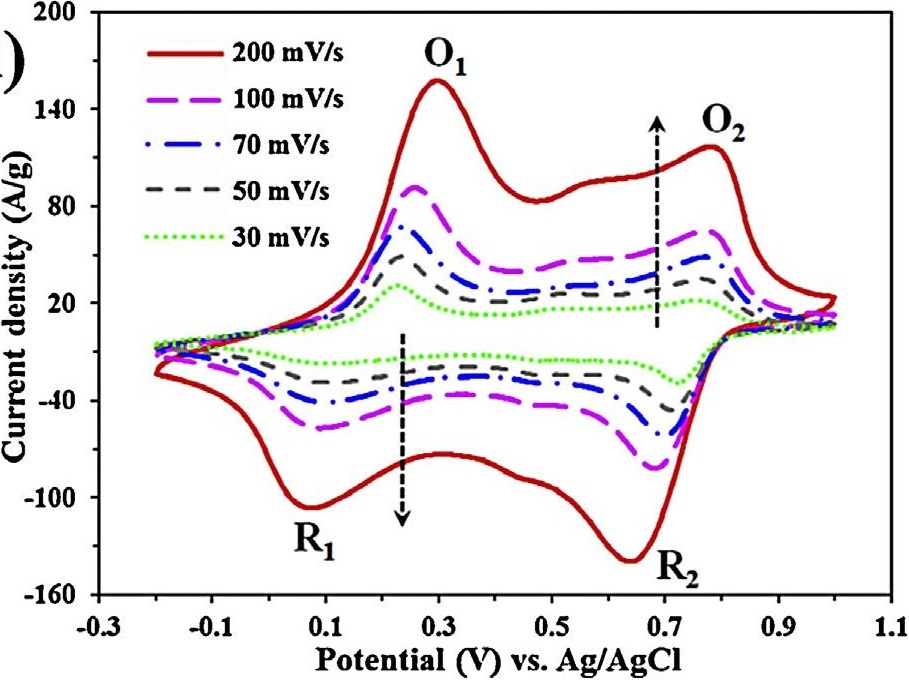 )
200
140
80
20
-40
-100
-160
Current density (A/g)
200 mV/s
100 mV/s
70 mV/s
50 mV/s
30 mV/s
O₁
O₂
R₁
R₂
-0.3 -0.1 0.1 0.3 0.5 0.7 0.9 1.1
Potential (V) vs. Ag/AgCl